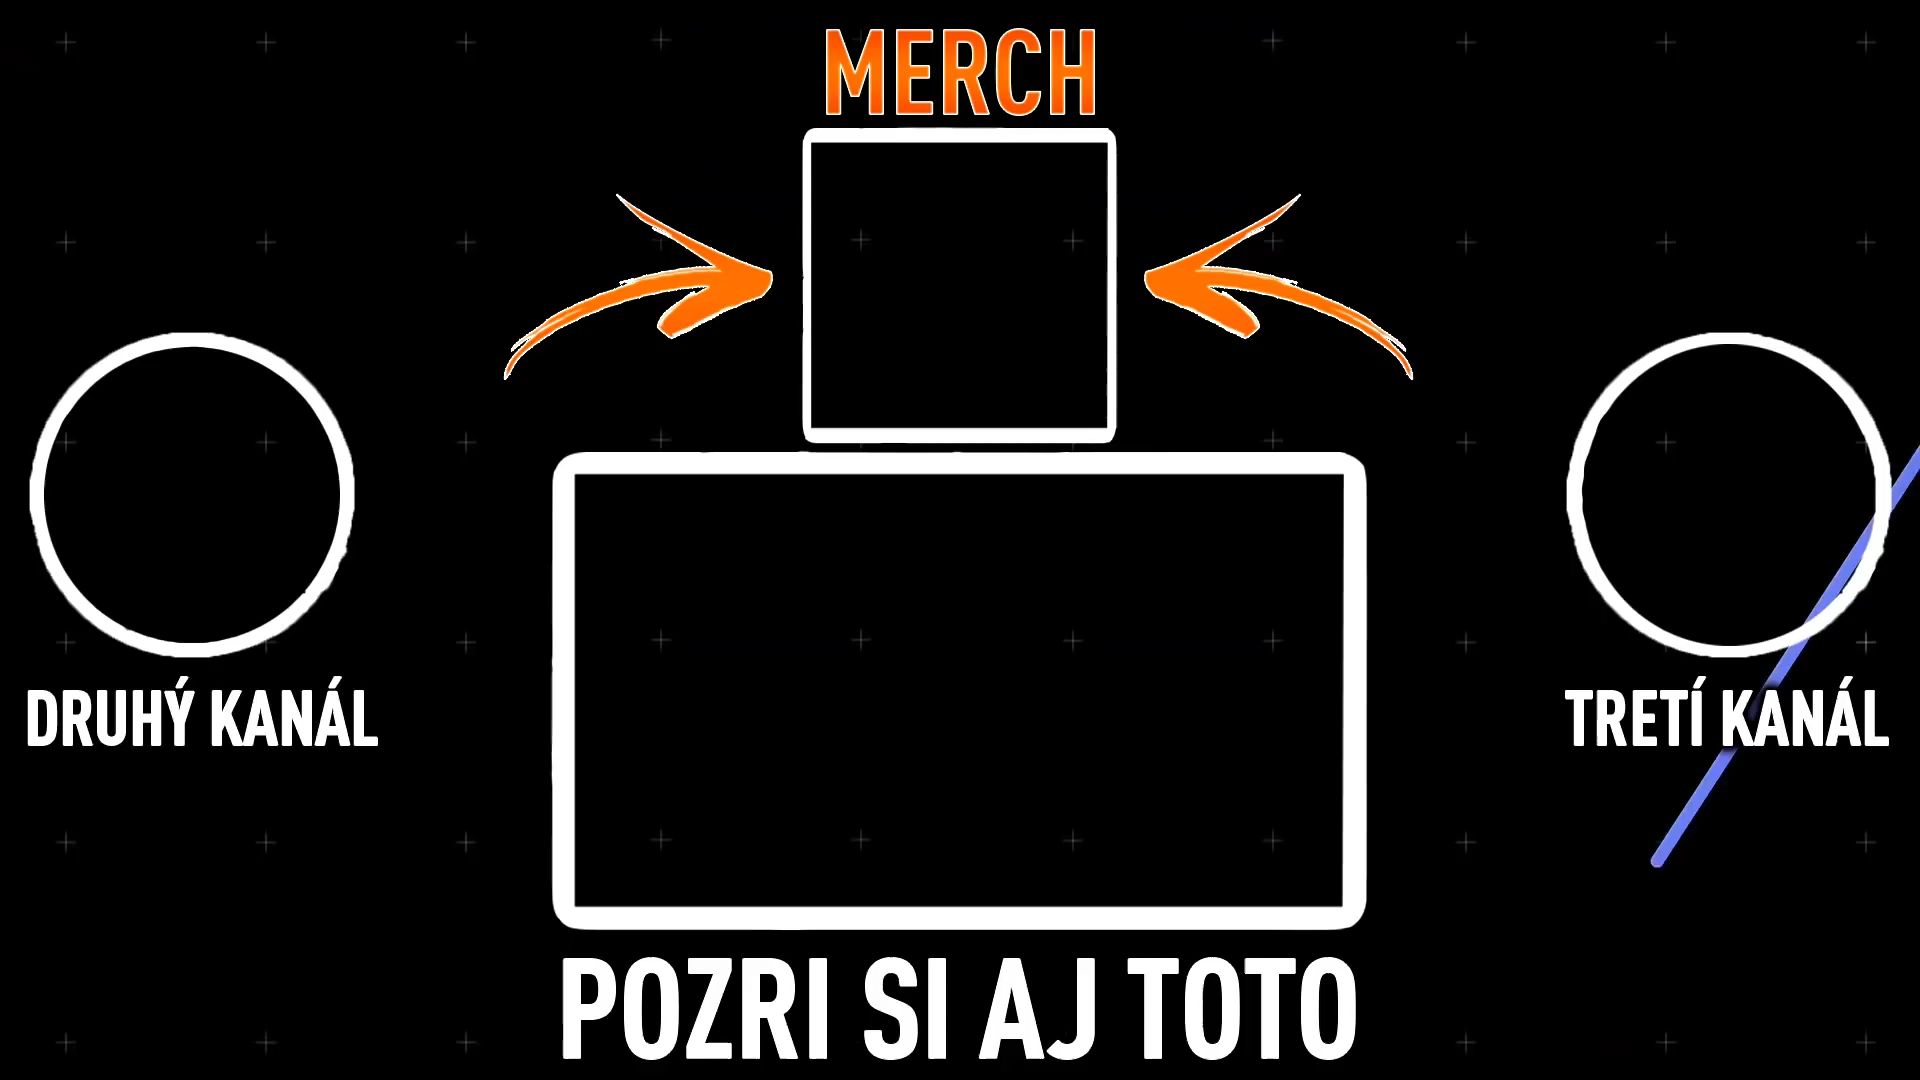 MERCH
DRUHÝ KANÁL
TRETÍ KANÁL
POZRI SI AJ TOTO